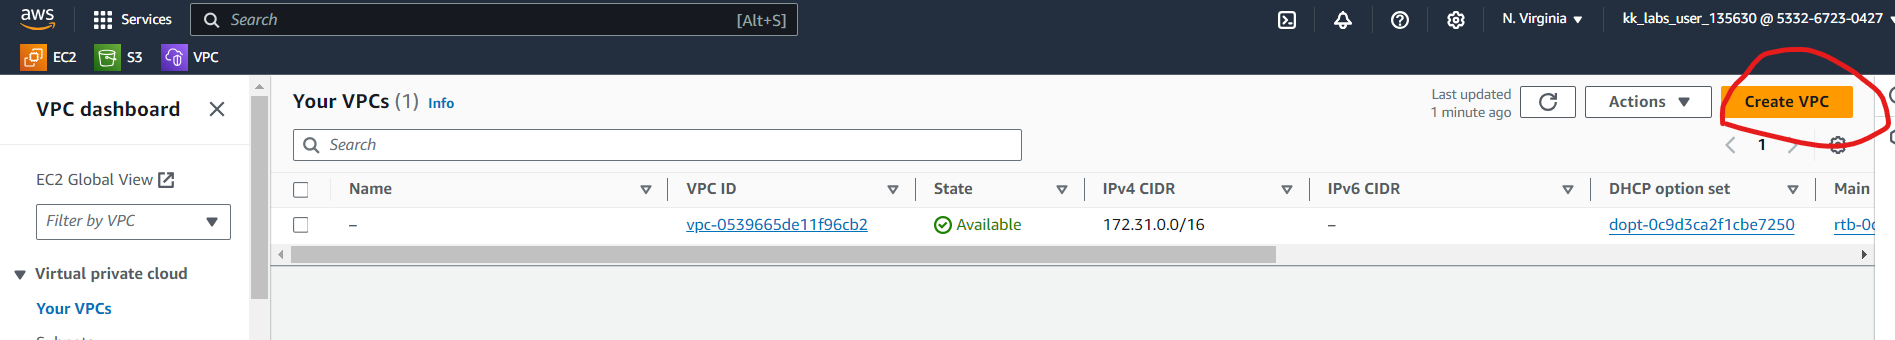 aws Services Search [Alt+S] N. Virginia kk_labs_user_135630 @ 5332-6723-0427
EC2 S3 VPC
VPC dashboard
EC2 Global View
Filter by VPC
Virtual private cloud
Your VPCs
Subnets
Your VPCs (1) Info
Last updated
1 minute ago
Actions
Create VPC
Search
1
Name VPC ID State IPv4 CIDR IPv6 CIDR DHCP option set Main
– vpc-0539665de11f96cb2 Available 172.31.0.0/16 – dopt-0c9d3ca2f1cbe7250